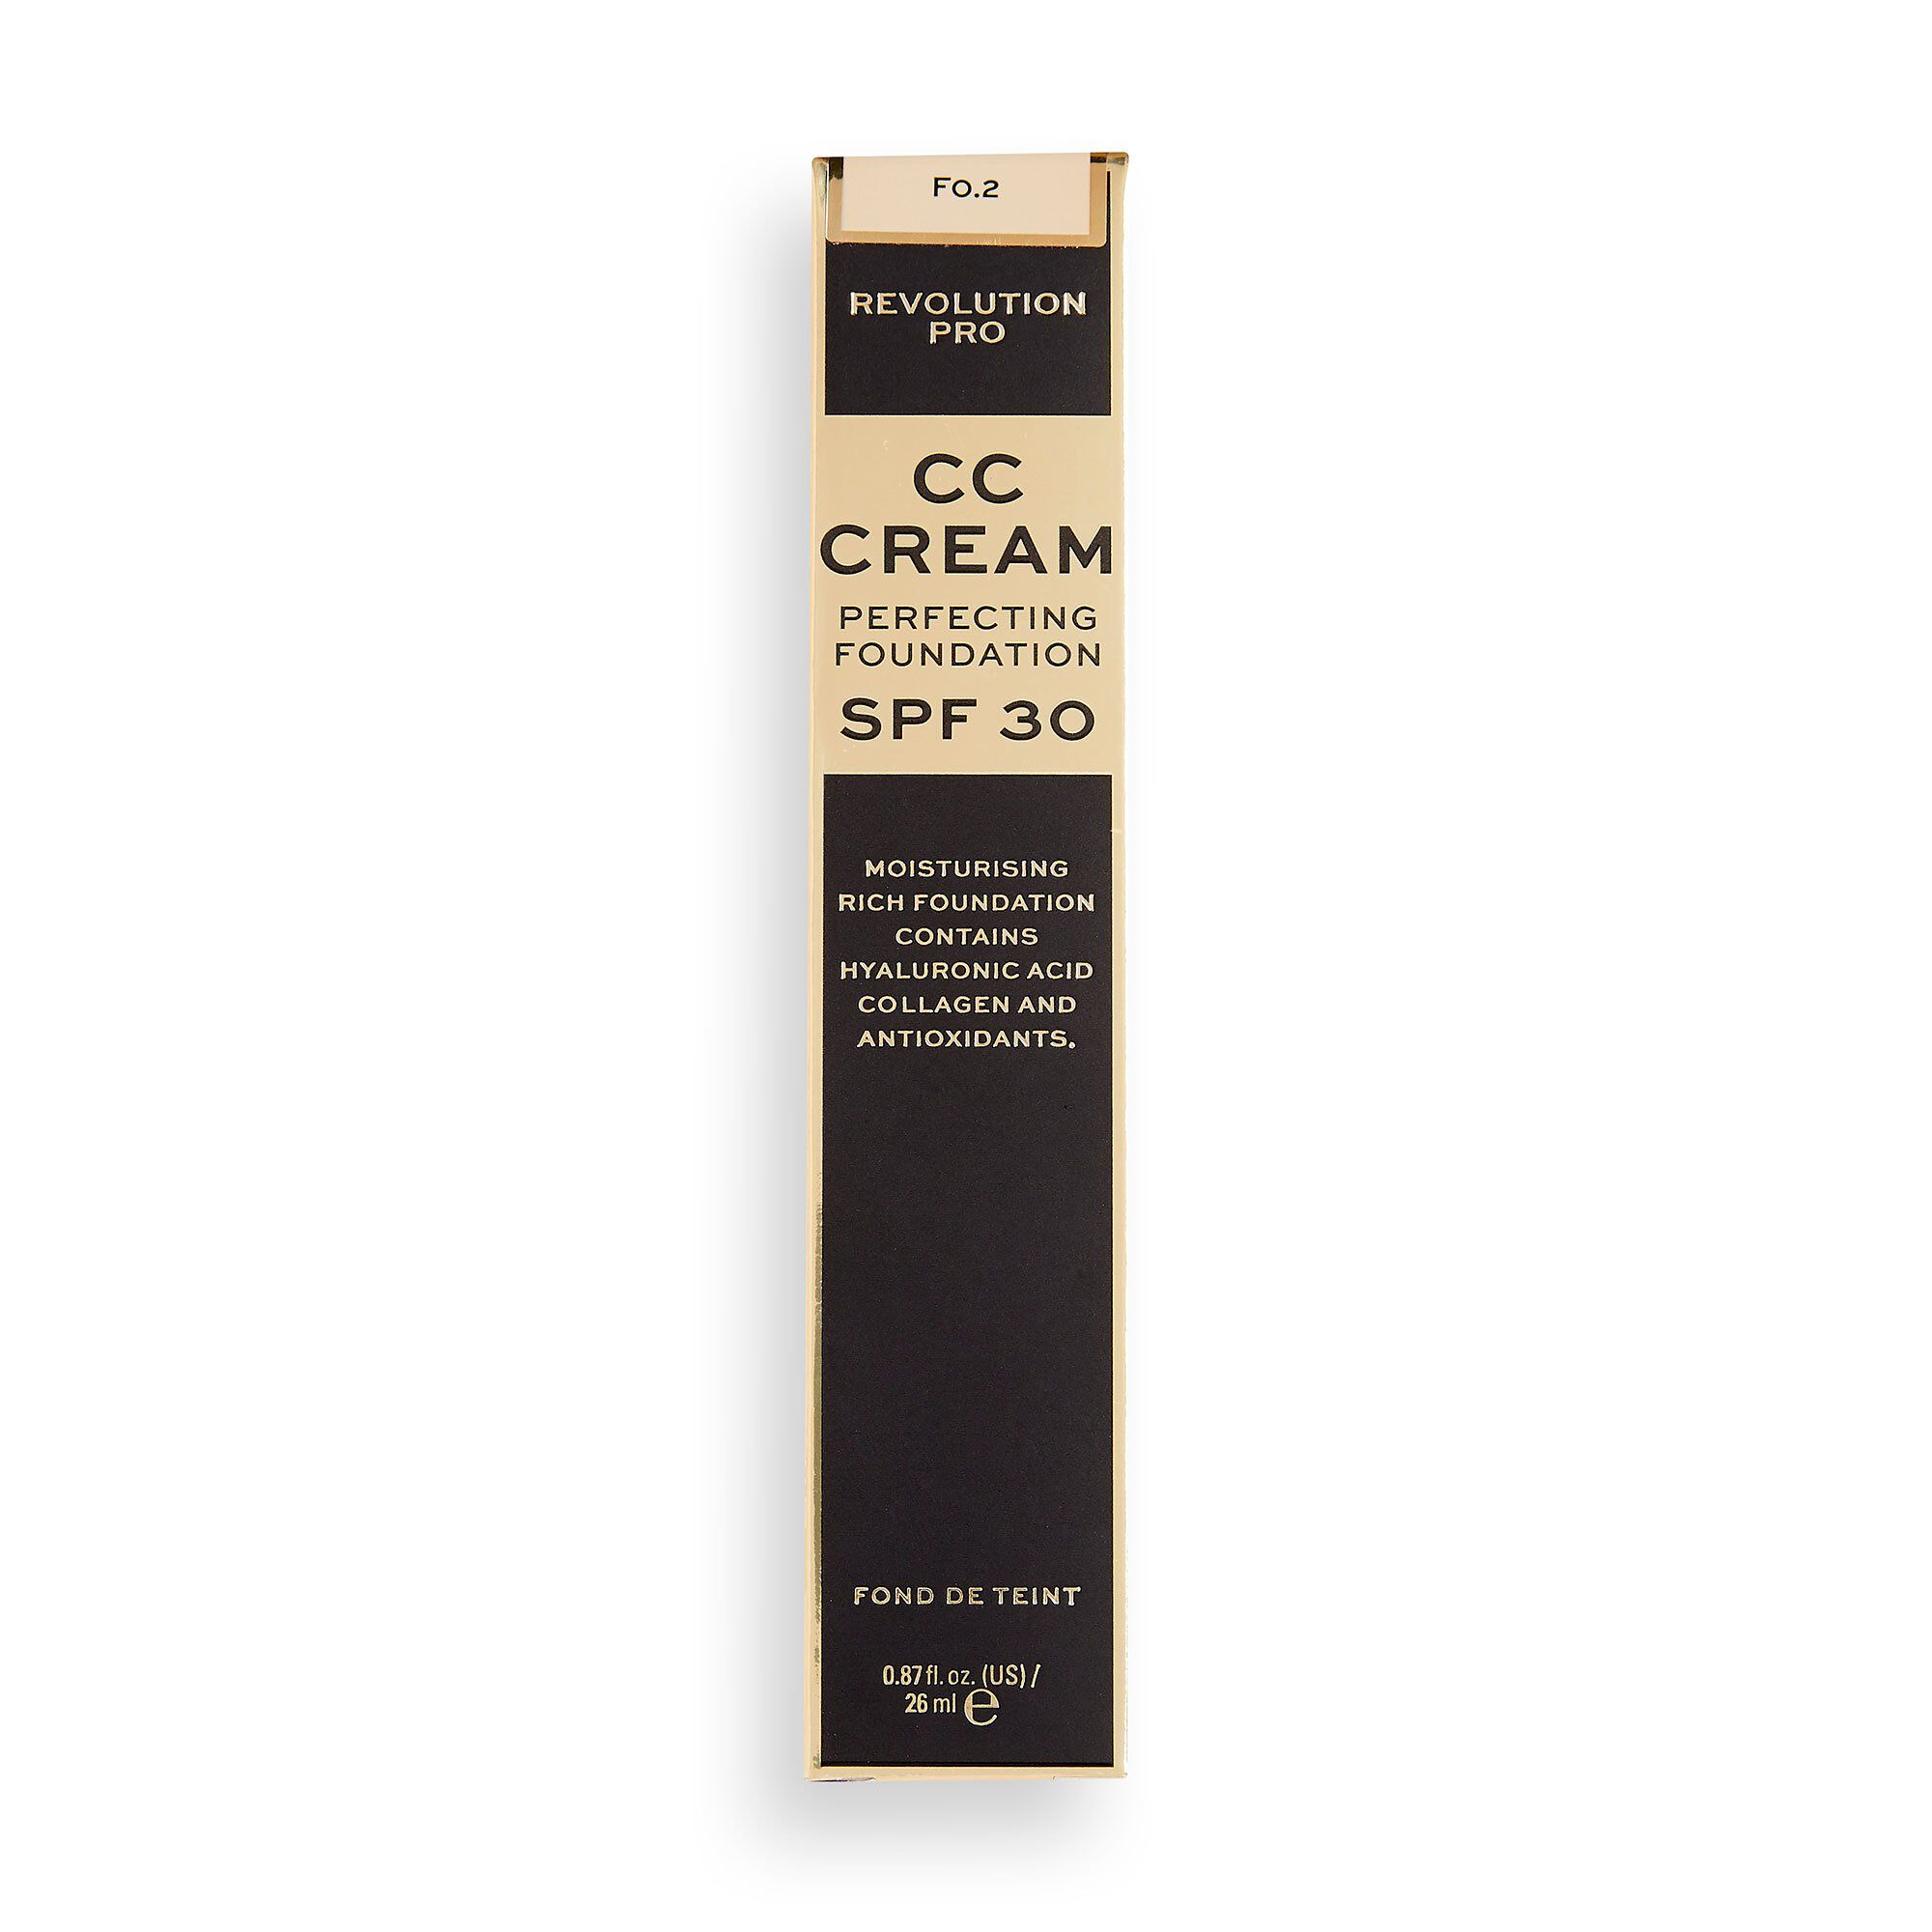 F0.2
REVOLUTION
PRO
CC
CREAM
PERFECTING
FOUNDATION
SPF 30
MOISTURISING
RICH FOUNDATION
CONTAINS
HYALURONIC ACID
COLLAGEN AND
ANTIOXIDANTS.
FOND DE TEINT
0.87 fl. oz. (US) /
26 ml ℮